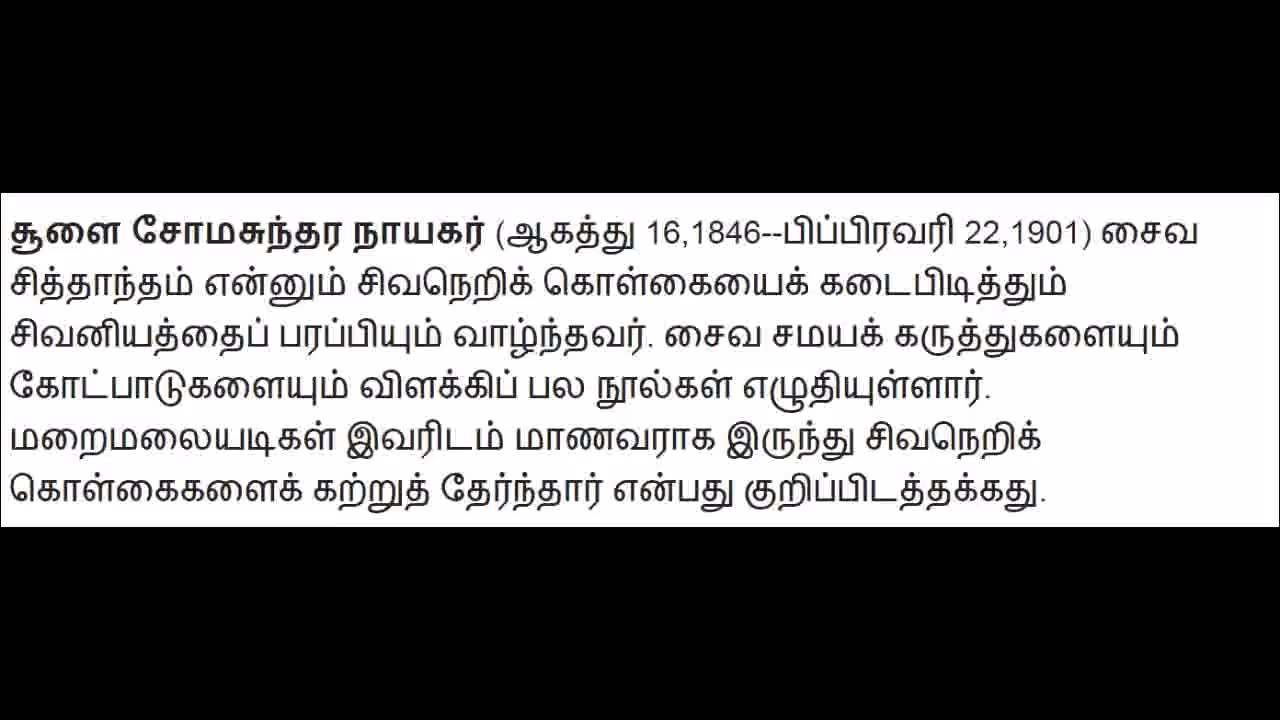 சூளை சோமசுந்தர நாயகர் (ஆகத்து 16,1846--பிப்பிரவரி 22,1901) சைவ
சித்தாந்தம் என்னும் சிவநெறிக் கொள்கையைக் கடைபிடித்தும்
சிவனியத்தைப் பரப்பியும் வாழ்ந்தவர். சைவ சமயக் கருத்துகளையும்
கோட்பாடுகளையும் விளக்கிப் பல நூல்கள் எழுதியுள்ளார்.
மறைமலையடிகள் இவரிடம் மாணவராக இருந்து சிவநெறிக்
கொள்கைகளைக் கற்றுத் தேர்ந்தார் என்பது குறிப்பிடத்தக்கது.